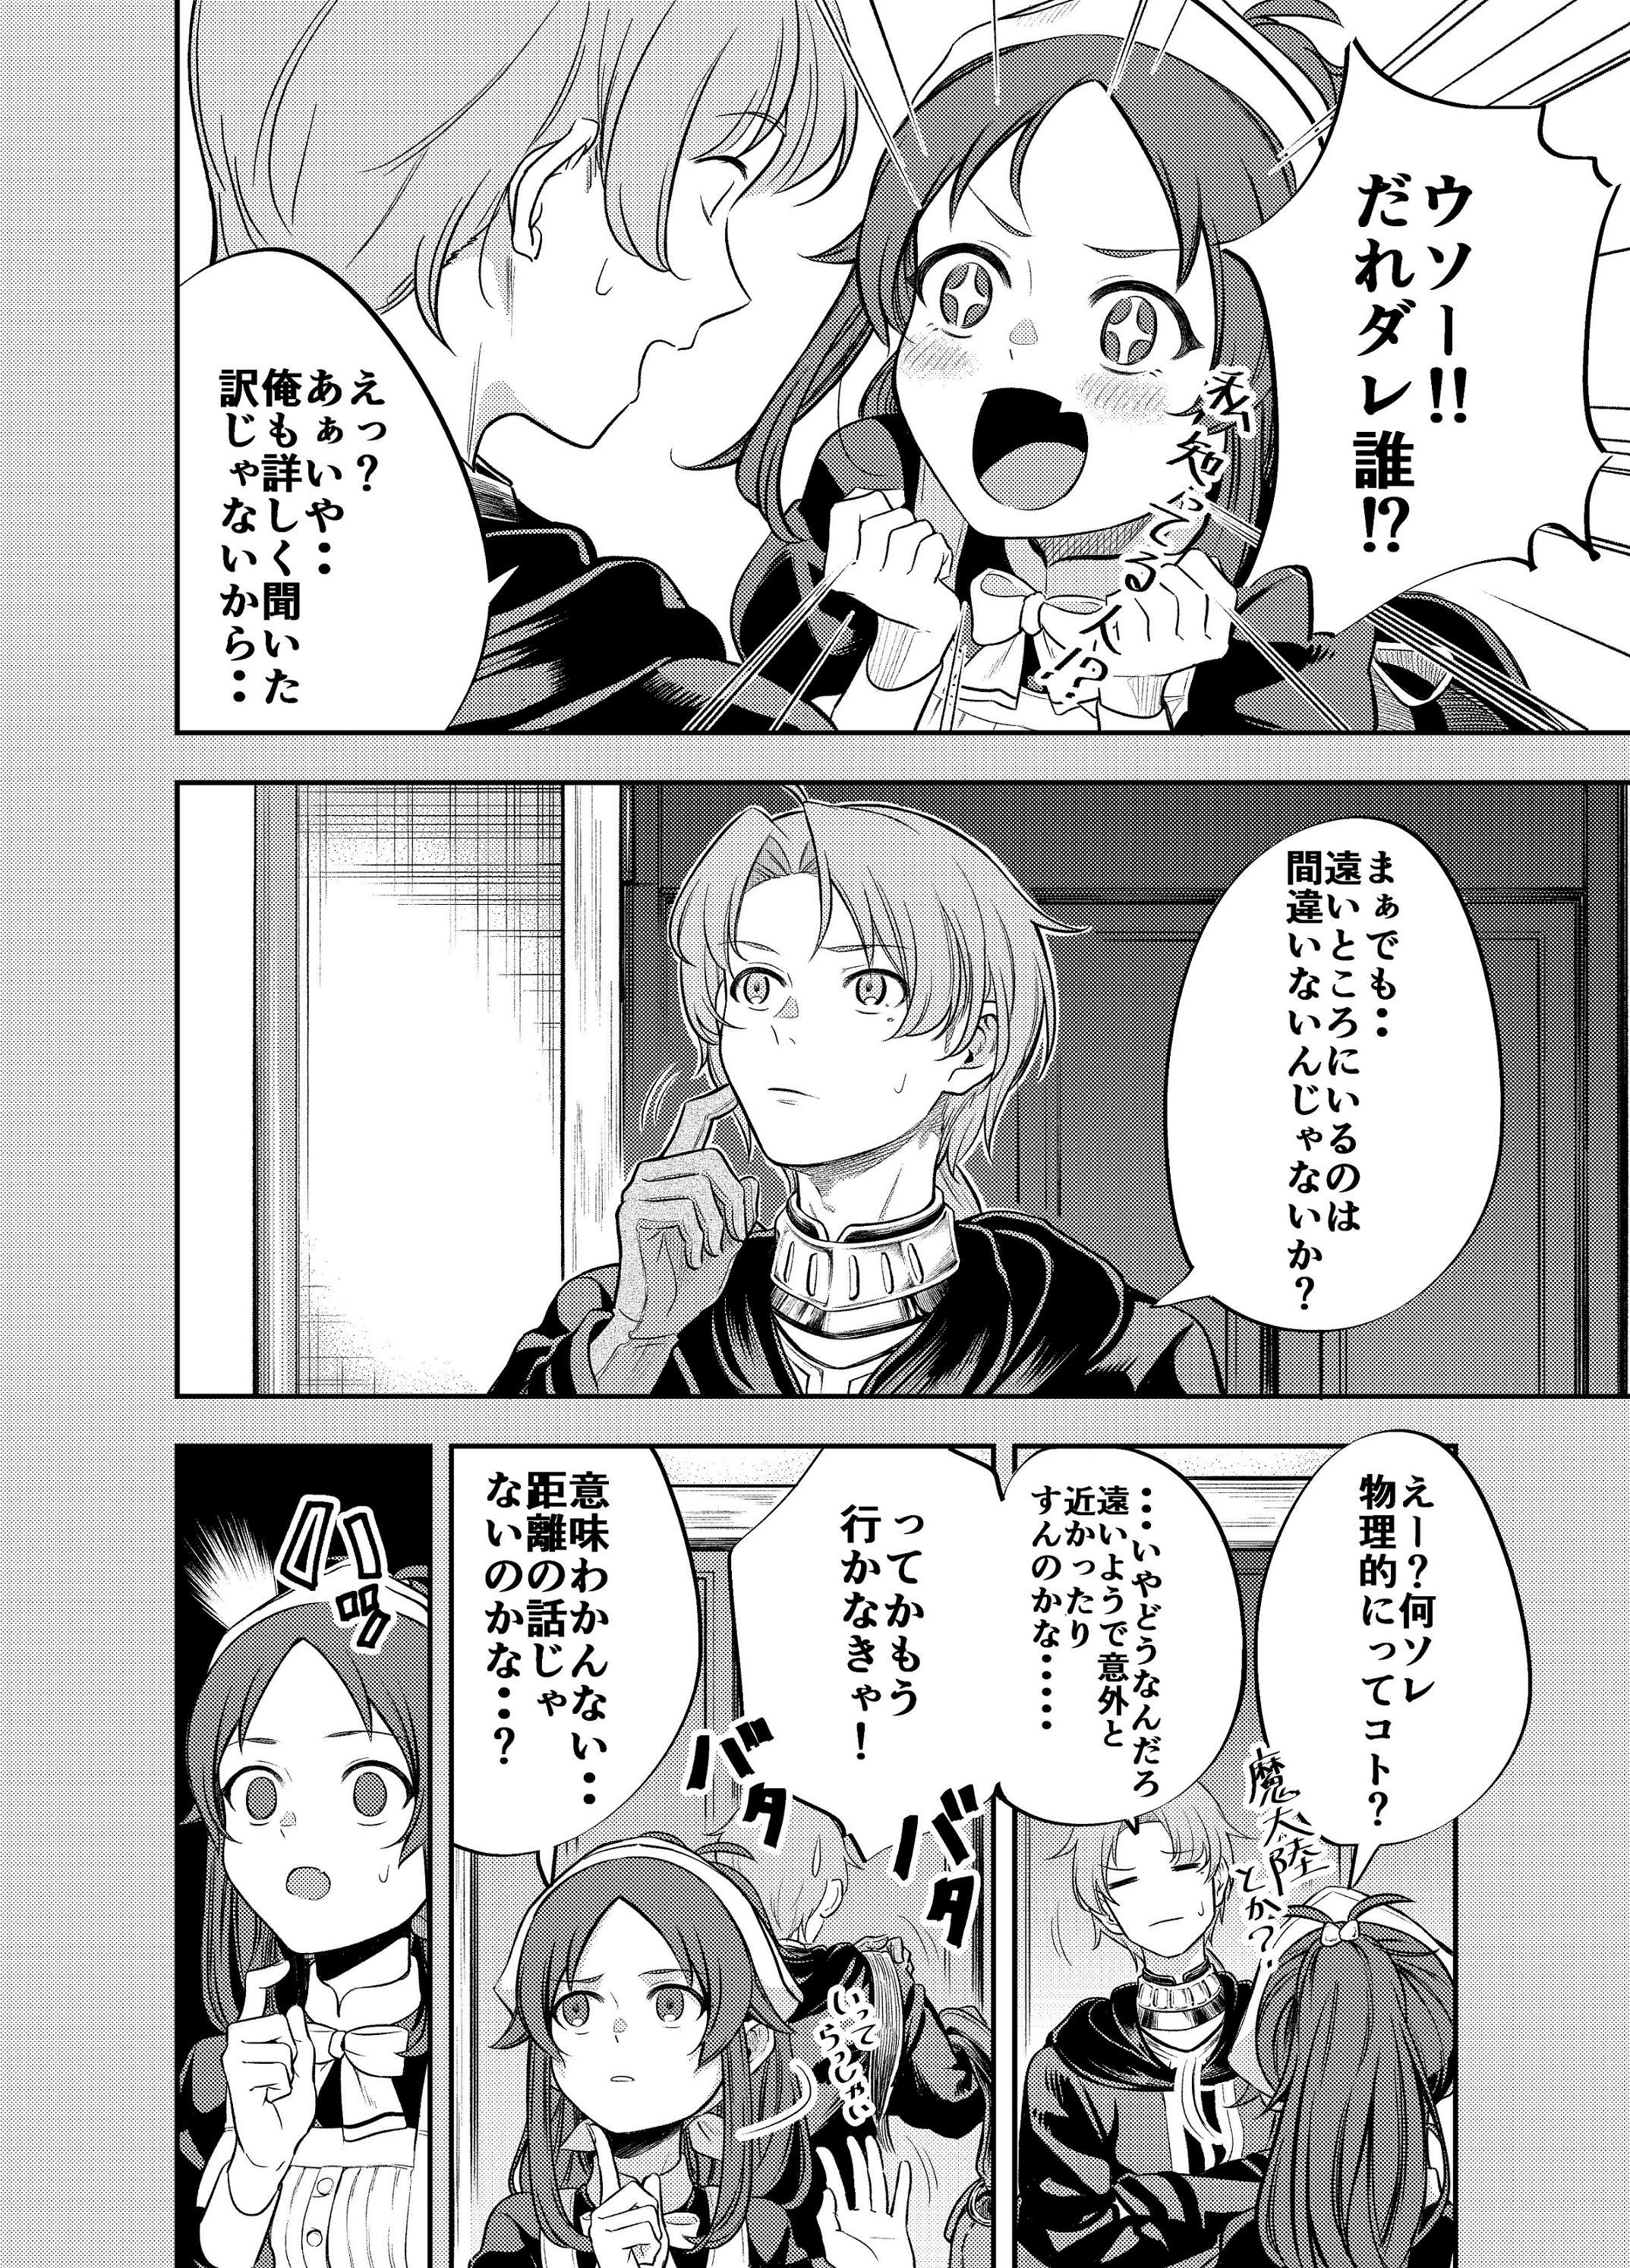 ウソー!!
だれダレ誰!?
私知ってる人!?
えっ?
あぁいや··
俺も詳しく聞いた
訳じゃないから··
まぁでも··
遠いところにいるのは
間違いないんじゃないか?
えー?何ソレ
物理的にってコト?
魔大陸
とか?
··いやどうなんだろ
遠いようで意外と
近かったり
すんのかな·····
ってかもう
行かなきゃ!
バタ
バタ
いって
らっしゃい
意味わかんない··
距離の話じゃ
ないのかな··?
ハッ